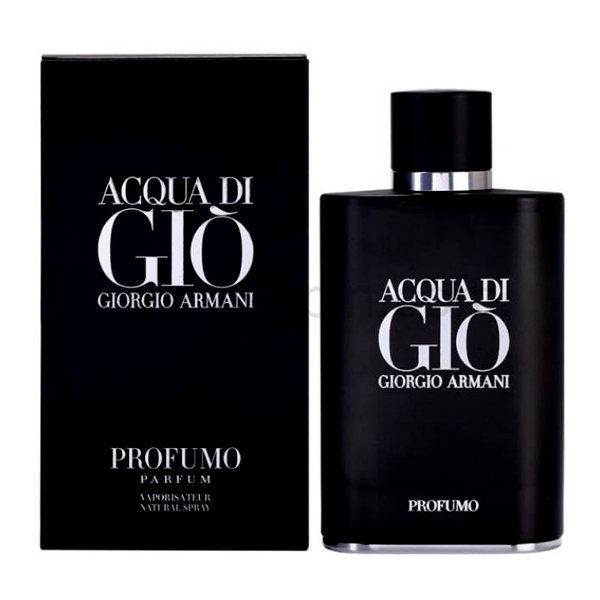 ACQUA DI
GIÒ
GIORGIO ARMANI
PROFUMO
PARFUM
VAPORISATEUR
NATURAL SPRAY
ACQUA DI
GIÒ
GIORGIO ARMANI
PROFUMO